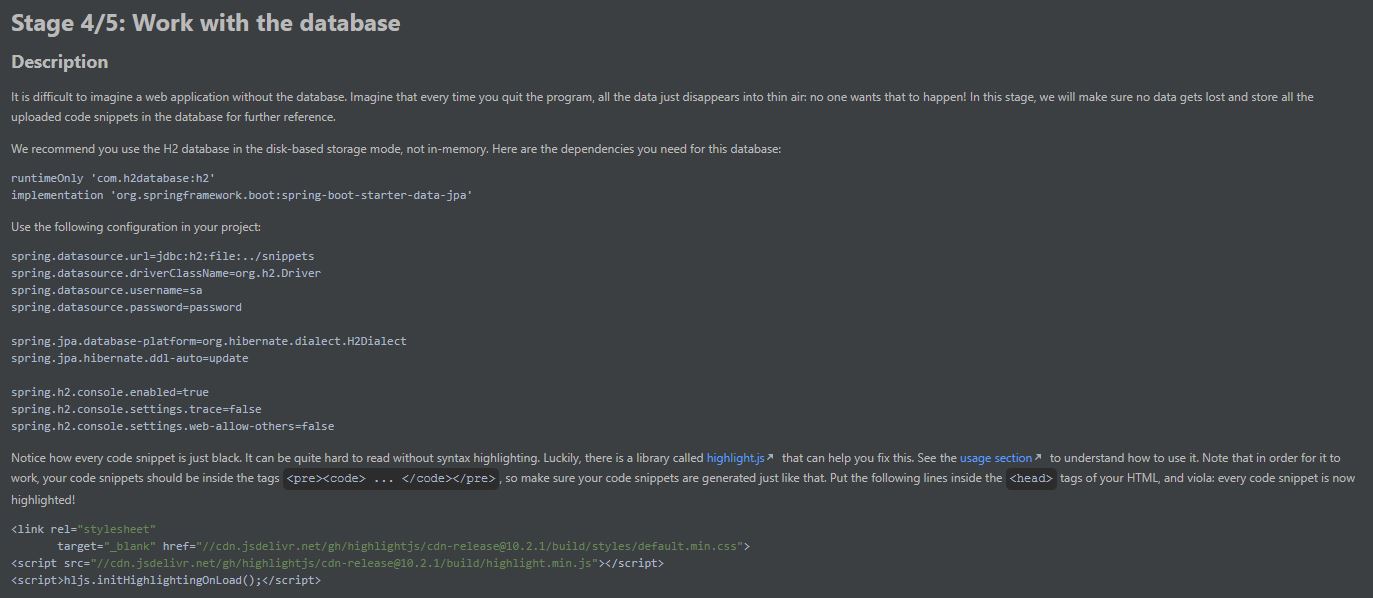 Stage 4/5: Work with the database
Description
It is difficult to imagine a web application without the database. Imagine that every time you quit the program, all the data just disappears into thin air: no one wants that to happen! In this stage, we will make sure no data gets lost and store all the
uploaded code snippets in the database for further reference.
We recommend you use the H2 database in the disk-based storage mode, not in-memory. Here are the dependencies you need for this database:
runtimeOnly 'com.h2database:h2'
implementation 'org.springframework.boot:spring-boot-starter-data-jpa'
Use the following configuration in your project:
spring.datasource.url=jdbc:h2:file:../snippets
spring.datasource.driverClassName=org.h2.Driver
spring.datasource.username=sa
spring.datasource.password=password
spring.jpa.database-platform=org.hibernate.dialect.H2Dialect
spring.jpa.hibernate.ddl-auto=update
spring.h2.console.enabled=true
spring.h2.console.settings.trace=false
spring.h2.console.settings.web-allow-others=false
Notice how every code snippet is just black. It can be quite hard to read without syntax highlighting. Luckily, there is a library called highlight.js↗ that can help you fix this. See the usage section↗ to understand how to use it. Note that in order for it to
work, your code snippets should be inside the tags <pre><code> ... </code></pre>, so make sure your code snippets are generated just like that. Put the following lines inside the <head> tags of your HTML, and viola: every code snippet is now
highlighted!
<link rel="stylesheet"
target="_blank" href="//cdn.jsdelivr.net/gh/highlightjs/cdn-release@10.2.1/build/styles/default.min.css">
<script src="//cdn.jsdelivr.net/gh/highlightjs/cdn-release@10.2.1/build/highlight.min.js"></script>
<script>hljs.initHighlightingOnLoad();</script>